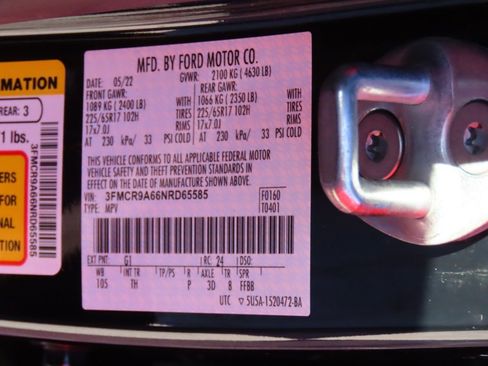 MFD. BY FORD MOTOR CO.
DATE: 05/22 GVWR: 2100 KG ( 4630 LB)
FRONT GAWR: REAR GAWR:
1089 KG ( 2400 LB) WITH 1066 KG ( 2350 LB) WITH
225/65R17 102H TIRES 225/65R17 102H TIRES
17x7.0J RIMS 17x7.0J RIMS
AT 230 kPa/ 33 PSI COLD AT 230 kPa/ 33 PSI COLD
THIS VEHICLE CONFORMS TO ALL APPLICABLE FEDERAL MOTOR
VEHICLE SAFETY AND THEFT PREVENTION STANDARDS IN
EFFECT ON THE DATE OF MANUFACTURE SHOWN ABOVE.
VIN: 3FMCR9A66NRD65585 F0160
TYPE: MPV T0401
EXT PNT: G1 RC: 24 DSO:
WB INT TR TP/PS R AXLE TR SPR
105 TH P 3D 8 FFBB
UTC ▽ 5U5A-1520472-BA
RMATION
REAR: 3
1 lbs.
ERS
FOR
NAL
ION
3FMCR9A66NRD65585